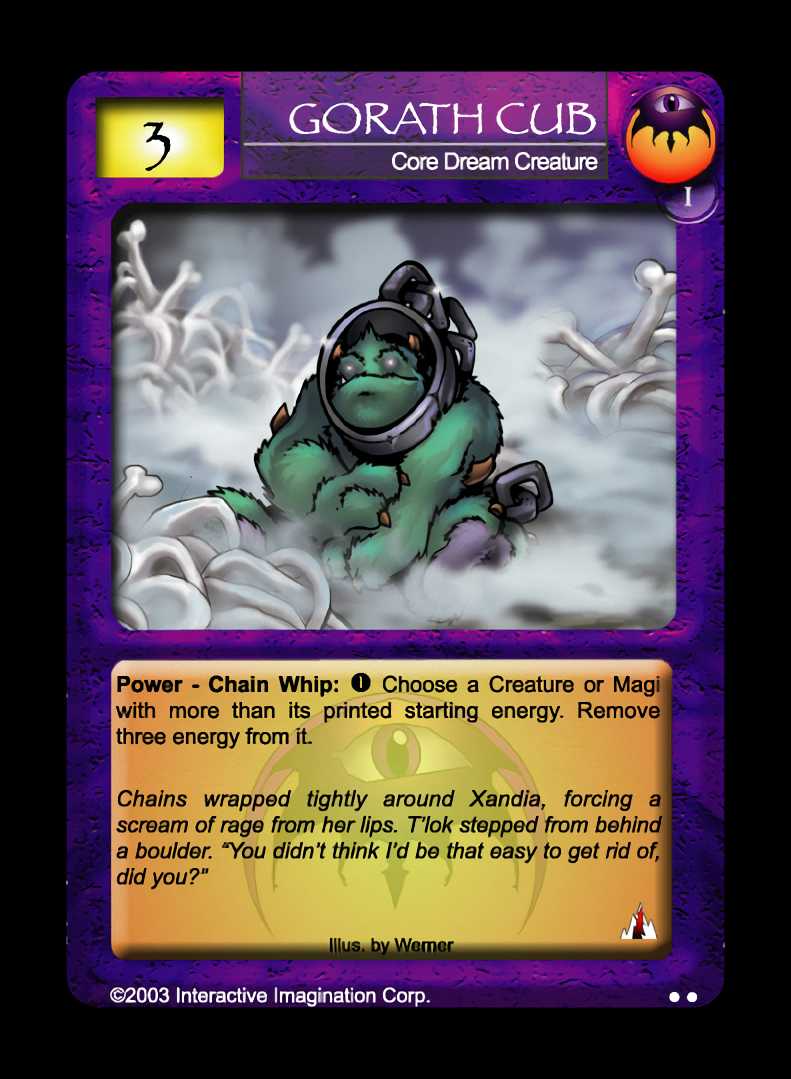 3
GORATH CUB
Core Dream Creature
I
Power - Chain Whip: 1 Choose a Creature or Magi
with more than its printed starting energy. Remove
three energy from it.
Chains wrapped tightly around Xandia, forcing a
scream of rage from her lips. T'lok stepped from behind
a boulder. “You didn't think I'd be that easy to get rid of,
did you?”
Illus. by Werner
©2003 Interactive Imagination Corp.